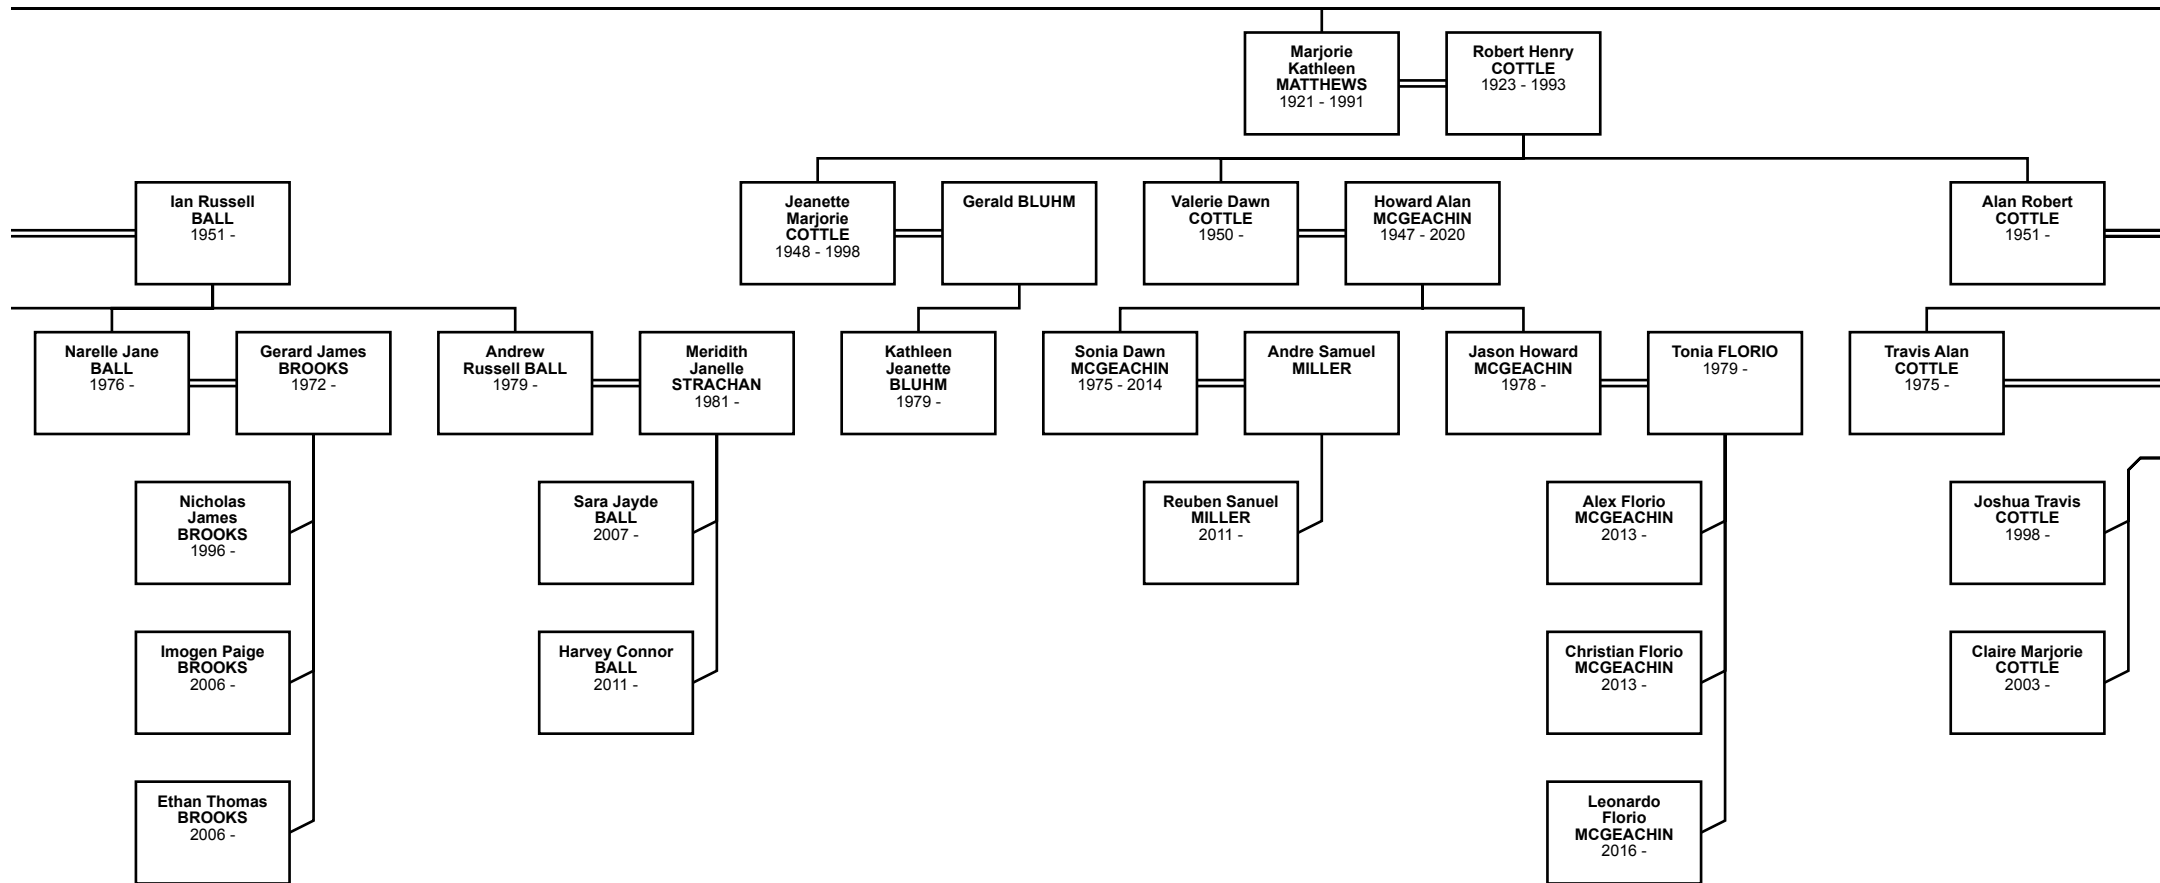 Marjorie
Kathleen
MATTHEWS
1921 - 1991
Robert Henry
COTTLE
1923 - 1993
Ian Russell
BALL
1951 -
Jeanette
Marjorie
COTTLE
1948 - 1998
Gerald BLUHM
Valerie Dawn
COTTLE
1950 -
Howard Alan
MCGEACHIN
1947 - 2020
Alan Robert
COTTLE
1951 -
Narelle Jane
BALL
1976 -
Gerard James
BROOKS
1972 -
Andrew
Russell BALL
1979 -
Meridith
Janelle
STRACHAN
1981 -
Kathleen
Jeanette
BLUHM
1979 -
Sonia Dawn
MCGEACHIN
1975 - 2014
Andre Samuel
MILLER
Jason Howard
MCGEACHIN
1978 -
Tonia FLORIO
1979 -
Travis Alan
COTTLE
1975 -
Nicholas
James
BROOKS
1996 -
Sara Jayde
BALL
2007 -
Reuben Sanuel
MILLER
2011 -
Alex Florio
MCGEACHIN
2013 -
Joshua Travis
COTTLE
1998 -
Imogen Paige
BROOKS
2006 -
Harvey Connor
BALL
2011 -
Christian Florio
MCGEACHIN
2013 -
Claire Marjorie
COTTLE
2003 -
Ethan Thomas
BROOKS
2006 -
Leonardo
Florio
MCGEACHIN
2016 -